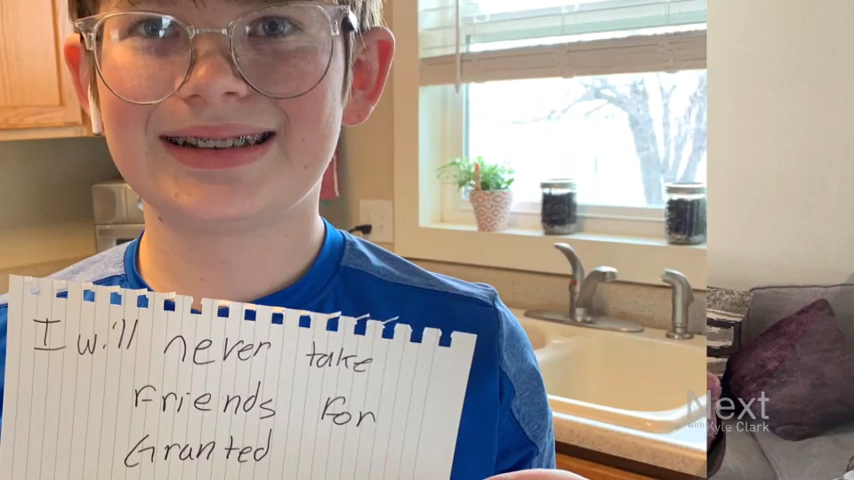 I will never take
Friends For
Granted
Next
with Kyle Clark